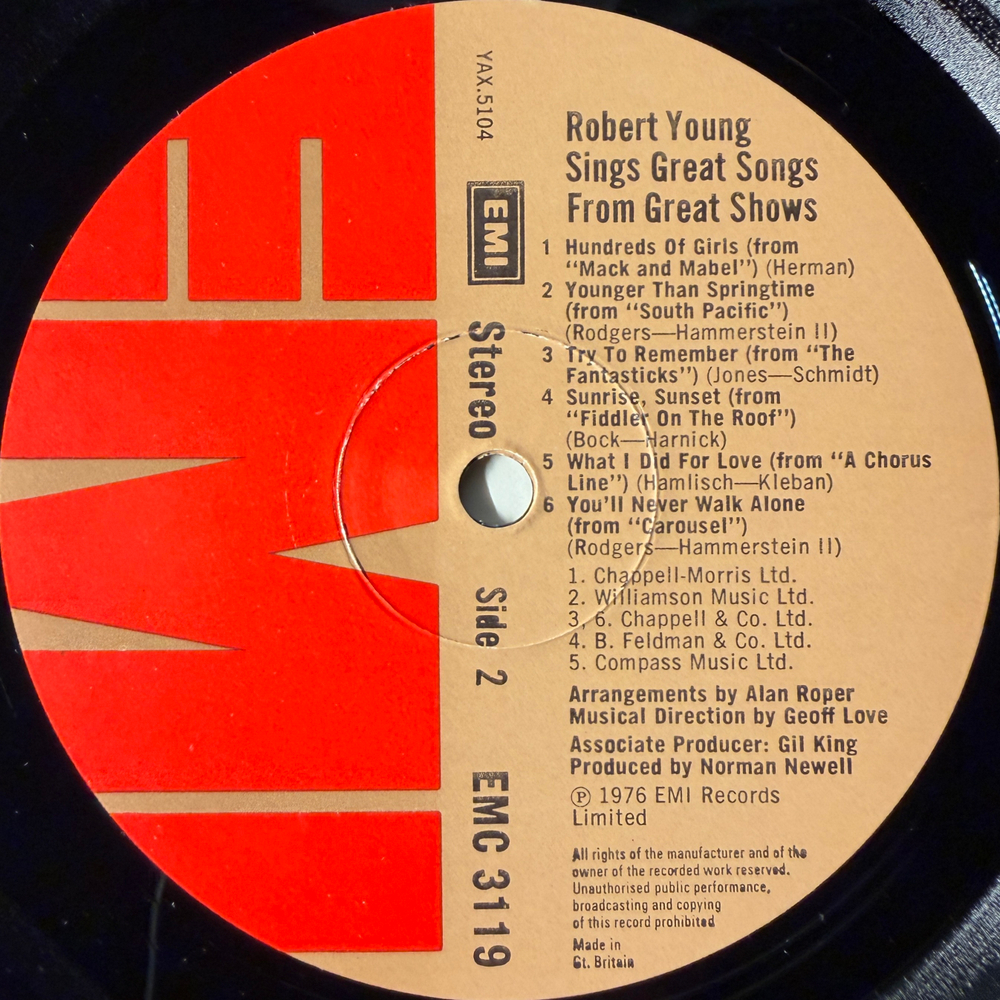 YAX.5104
EMI
Stereo
Side 2
EMC 3119
EMI
Robert Young
Sings Great Songs
From Great Shows
1 Hundreds Of Girls (from
“Mack and Mabel”) (Herman)
2 Younger Than Springtime
(from “South Pacific”)
(Rodgers—Hammerstein II)
3 Try To Remember (from “The
Fantasticks”) (Jones—Schmidt)
4 Sunrise, Sunset (from
“Fiddler On The Roof”)
(Bock—Harnick)
5 What I Did For Love (from “A Chorus
Line”) (Hamlisch—Kleban)
6 You’ll Never Walk Alone
(from “Carousel”)
(Rodgers—Hammerstein II)
1. Chappell-Morris Ltd.
2. Williamson Music Ltd.
3, 6. Chappell & Co. Ltd.
4. B. Feldman & Co. Ltd.
5. Compass Music Ltd.
Arrangements by Alan Roper
Musical Direction by Geoff Love
Associate Producer: Gil King
Produced by Norman Newell
Ⓟ 1976 EMI Records
Limited
All rights of the manufacturer and of the
owner of the recorded work reserved.
Unauthorised public performance,
broadcasting and copying
of this record prohibited
Made in
Gt. Britain